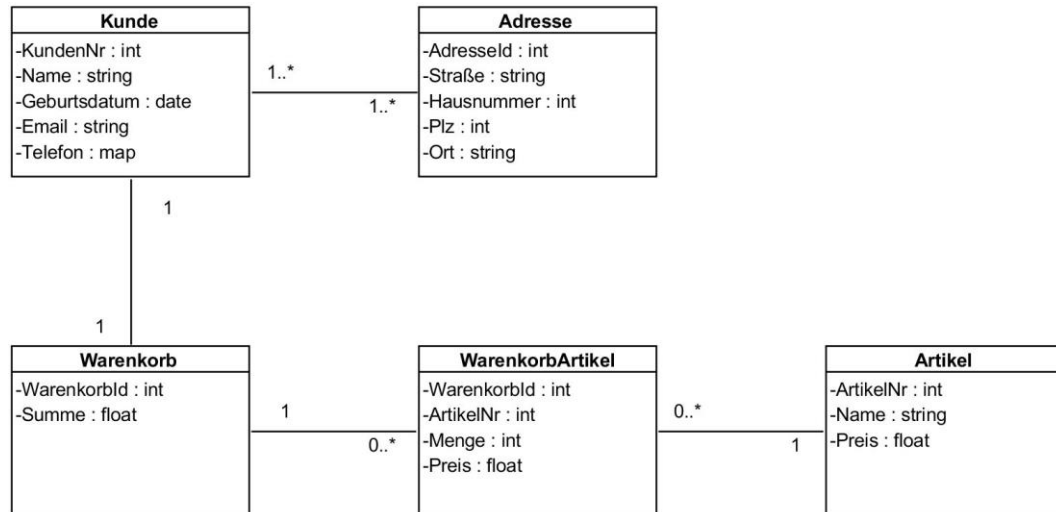 Kunde
-KundenNr : int
-Name : string
-Geburtsdatum : date
-Email : string
-Telefon : map
1..*
1..*
Adresse
-AdresseId : int
-Straße : string
-Hausnummer : int
-Plz : int
-Ort : string
1
1
Warenkorb
-WarenkorbId : int
-Summe : float
1
0..*
WarenkorbArtikel
-WarenkorbId : int
-ArtikelNr : int
-Menge : int
-Preis : float
0..*
1
Artikel
-ArtikelNr : int
-Name : string
-Preis : float